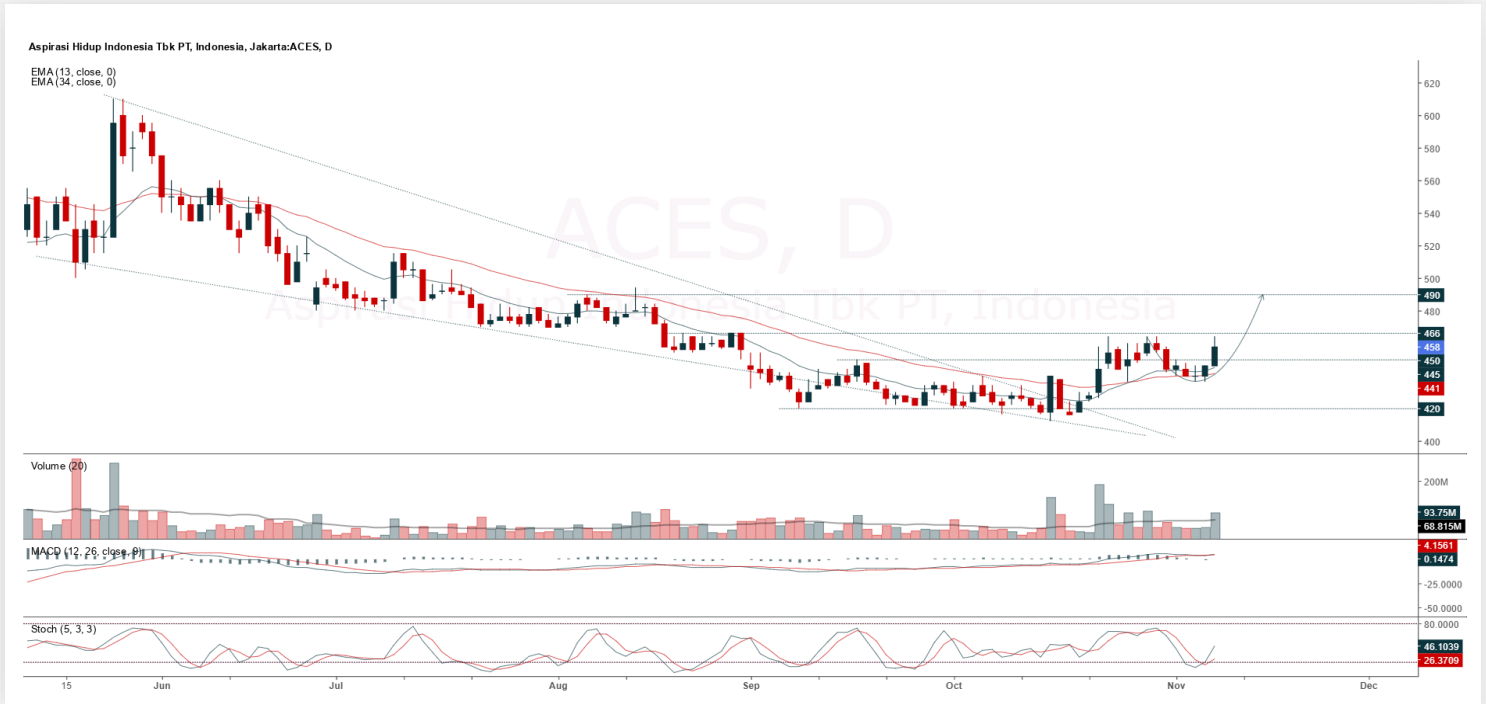 Aspirasi Hidup Indonesia Tbk PT, Indonesia, Jakarta:ACES, D
EMA (13, close, 0)
EMA (34, close, 0)
ACES, D
Aspirasi Hidup Indonesia Tbk PT, Indonesia
620
600
580
560
540
520
500
490
480
466
458
450
445
441
420
400
Volume (20)
200M
93.75M
68.815M
MACD (12, 26, close, 9)
4.1561
0.1474
-25.0000
-50.0000
Stoch (5, 3, 3)
80.0000
46.1039
26.3709
15 Jun Jul Aug Sep Oct Nov Dec